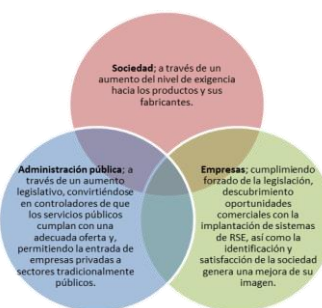 Sociedad; a través de un
aumento del nivel de exigencia
hacia los productos y sus
fabricantes.
Administración pública; a
través de un aumento
legislativo, convirtiéndose
en controladores de que
los servicios públicos
cumplan con una
adecuada oferta y,
permitiendo la entrada de
empresas privadas a
sectores tradicionalmente
públicos.
Empresas; cumplimiendo
forzado de la legislación,
descubrimiento
oportunidades
comerciales con la
implantación de sistemas
de RSE, así como la
identificación y
satisfacción de la sociedad
genera una mejora de su
imagen.